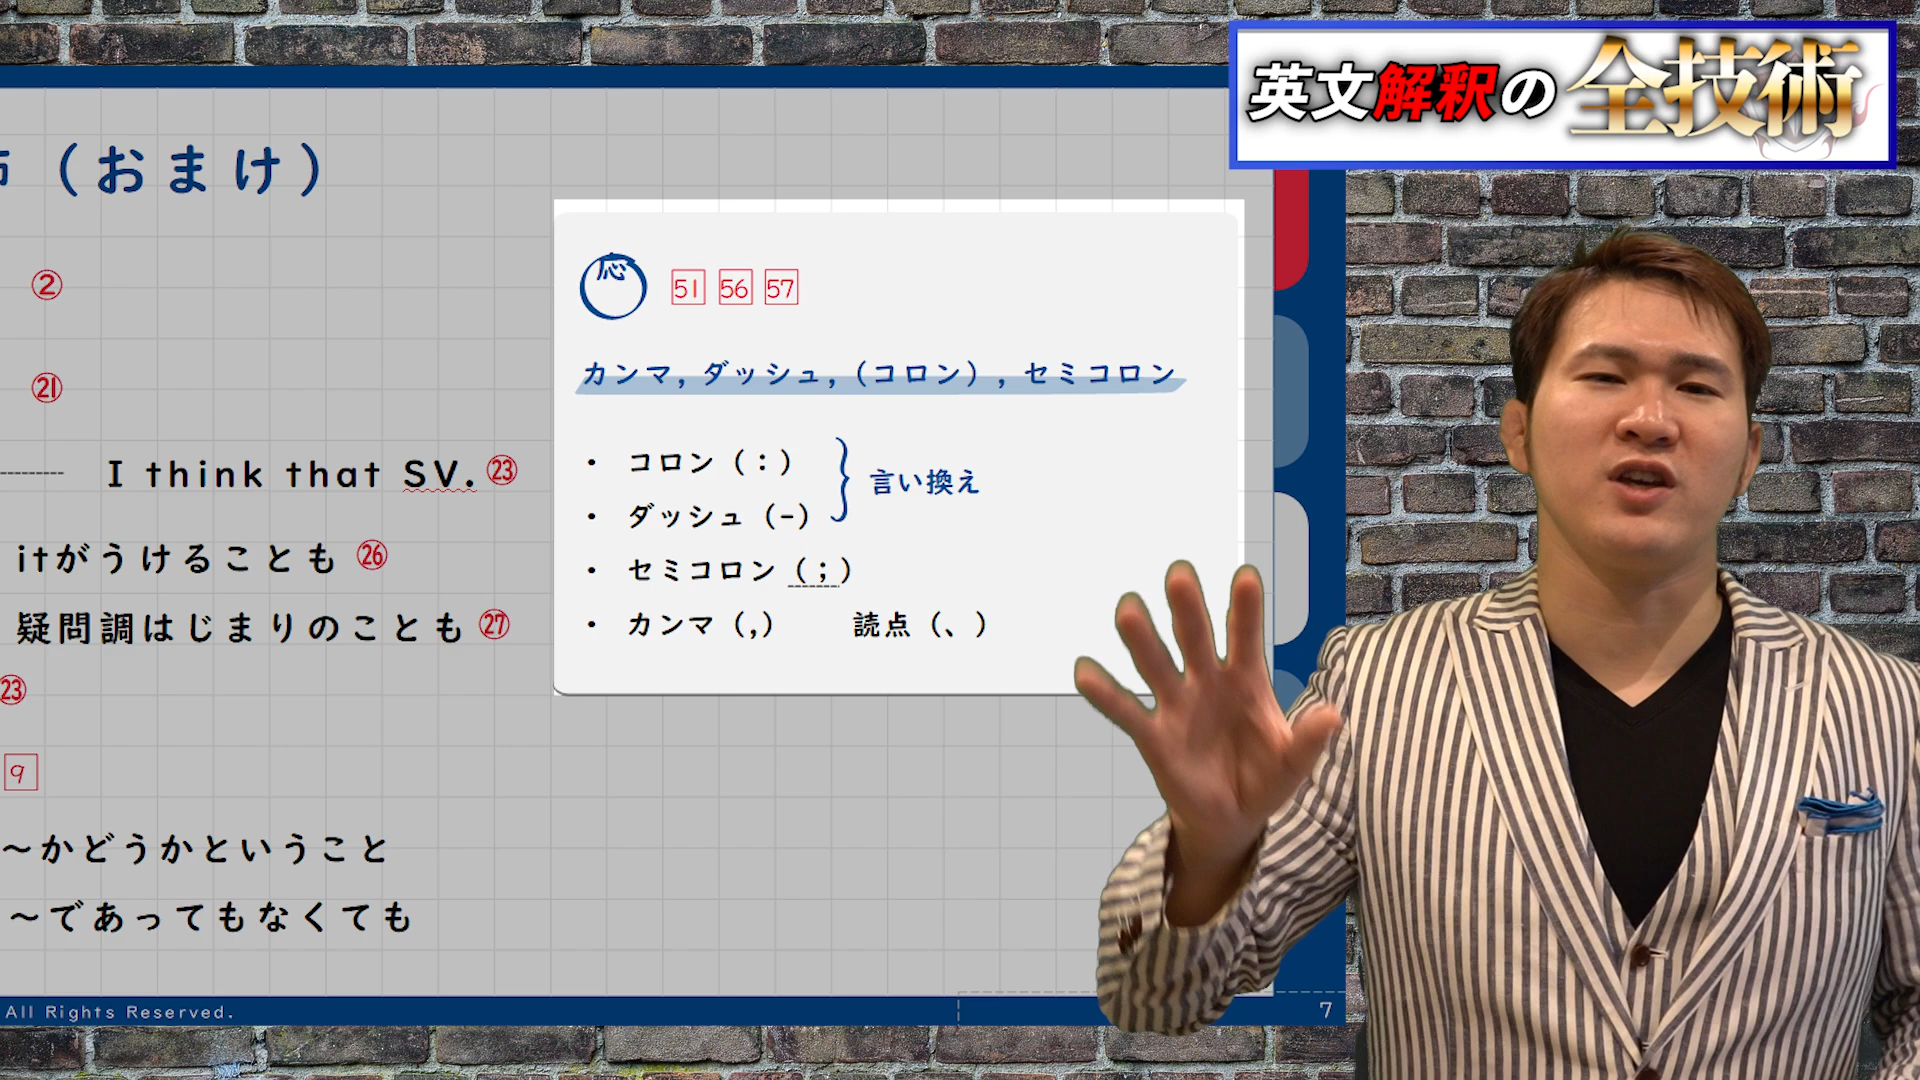 英文解釈の全技術
(おまけ)
②
㉑
I think that SV. ㉓
itがうけることも ㉖
疑問調はじまりのことも ㉗
㉓
9
~かどうかということ
~であってもなくても
応 51 56 57
カンマ, ダッシュ, (コロン), セミコロン
・ コロン (:)
・ ダッシュ (-)
言い換え
・ セミコロン (;)
・ カンマ (,) 読点 (、)
All Rights Reserved.
7